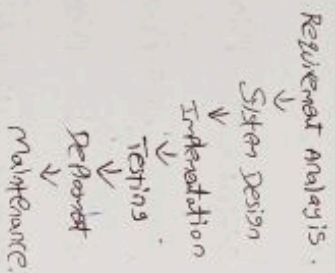 Requirement Analysis.
↓
System Design
↓
Implementation
↓
Testing.
↓
Deployment
↓
Maintenance.